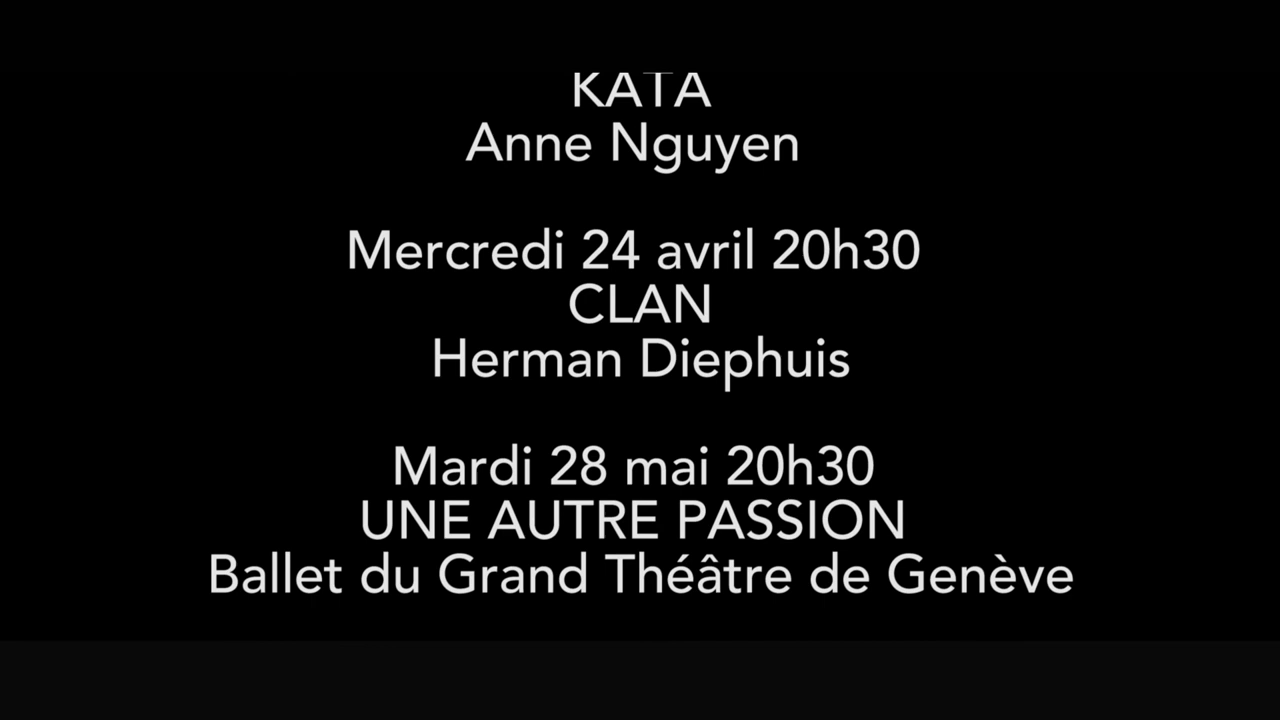 KATA
Anne Nguyen
Mercredi 24 avril 20h30
CLAN
Herman Diephuis
Mardi 28 mai 20h30
UNE AUTRE PASSION
Ballet du Grand Théâtre de Genève